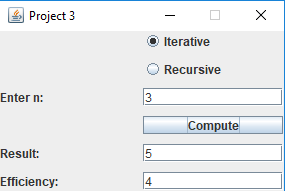 Project 3
Iterative
Recursive
Enter n: 3
Compute
Result: 5
Efficiency: 4